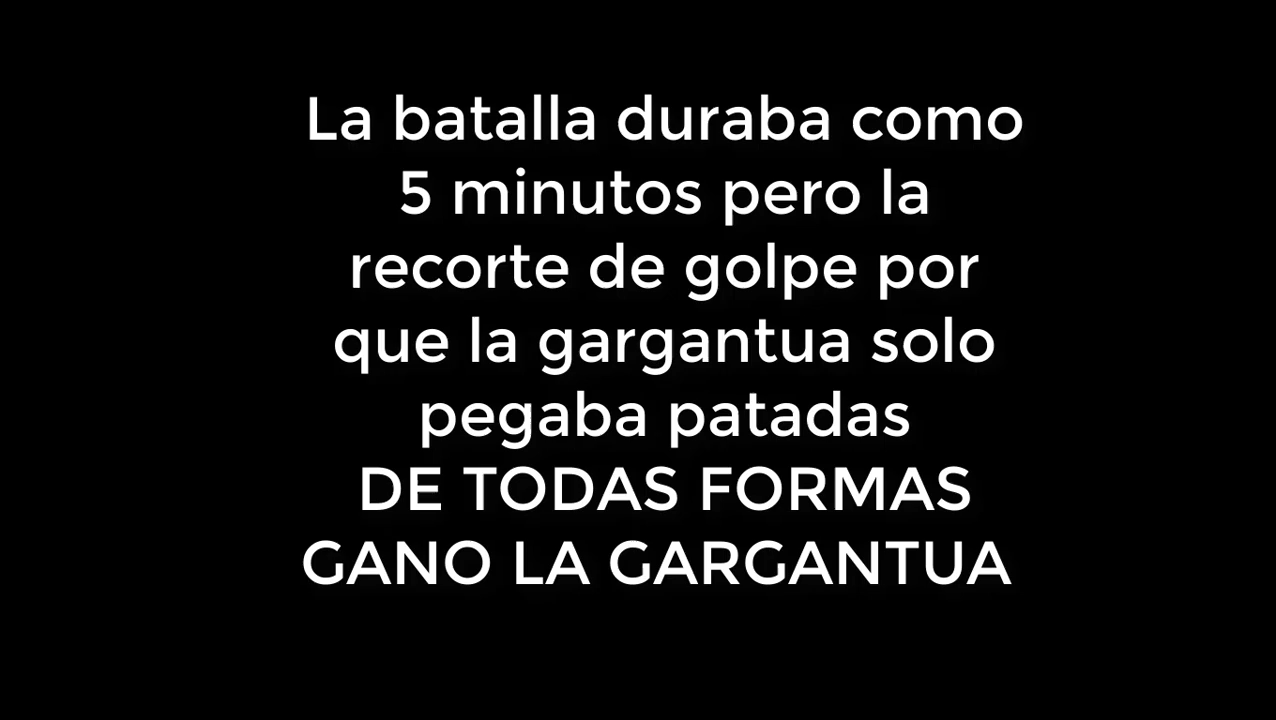 La batalla duraba como
5 minutos pero la
recorte de golpe por
que la gargantua solo
pegaba patadas
DE TODAS FORMAS
GANO LA GARGANTUA